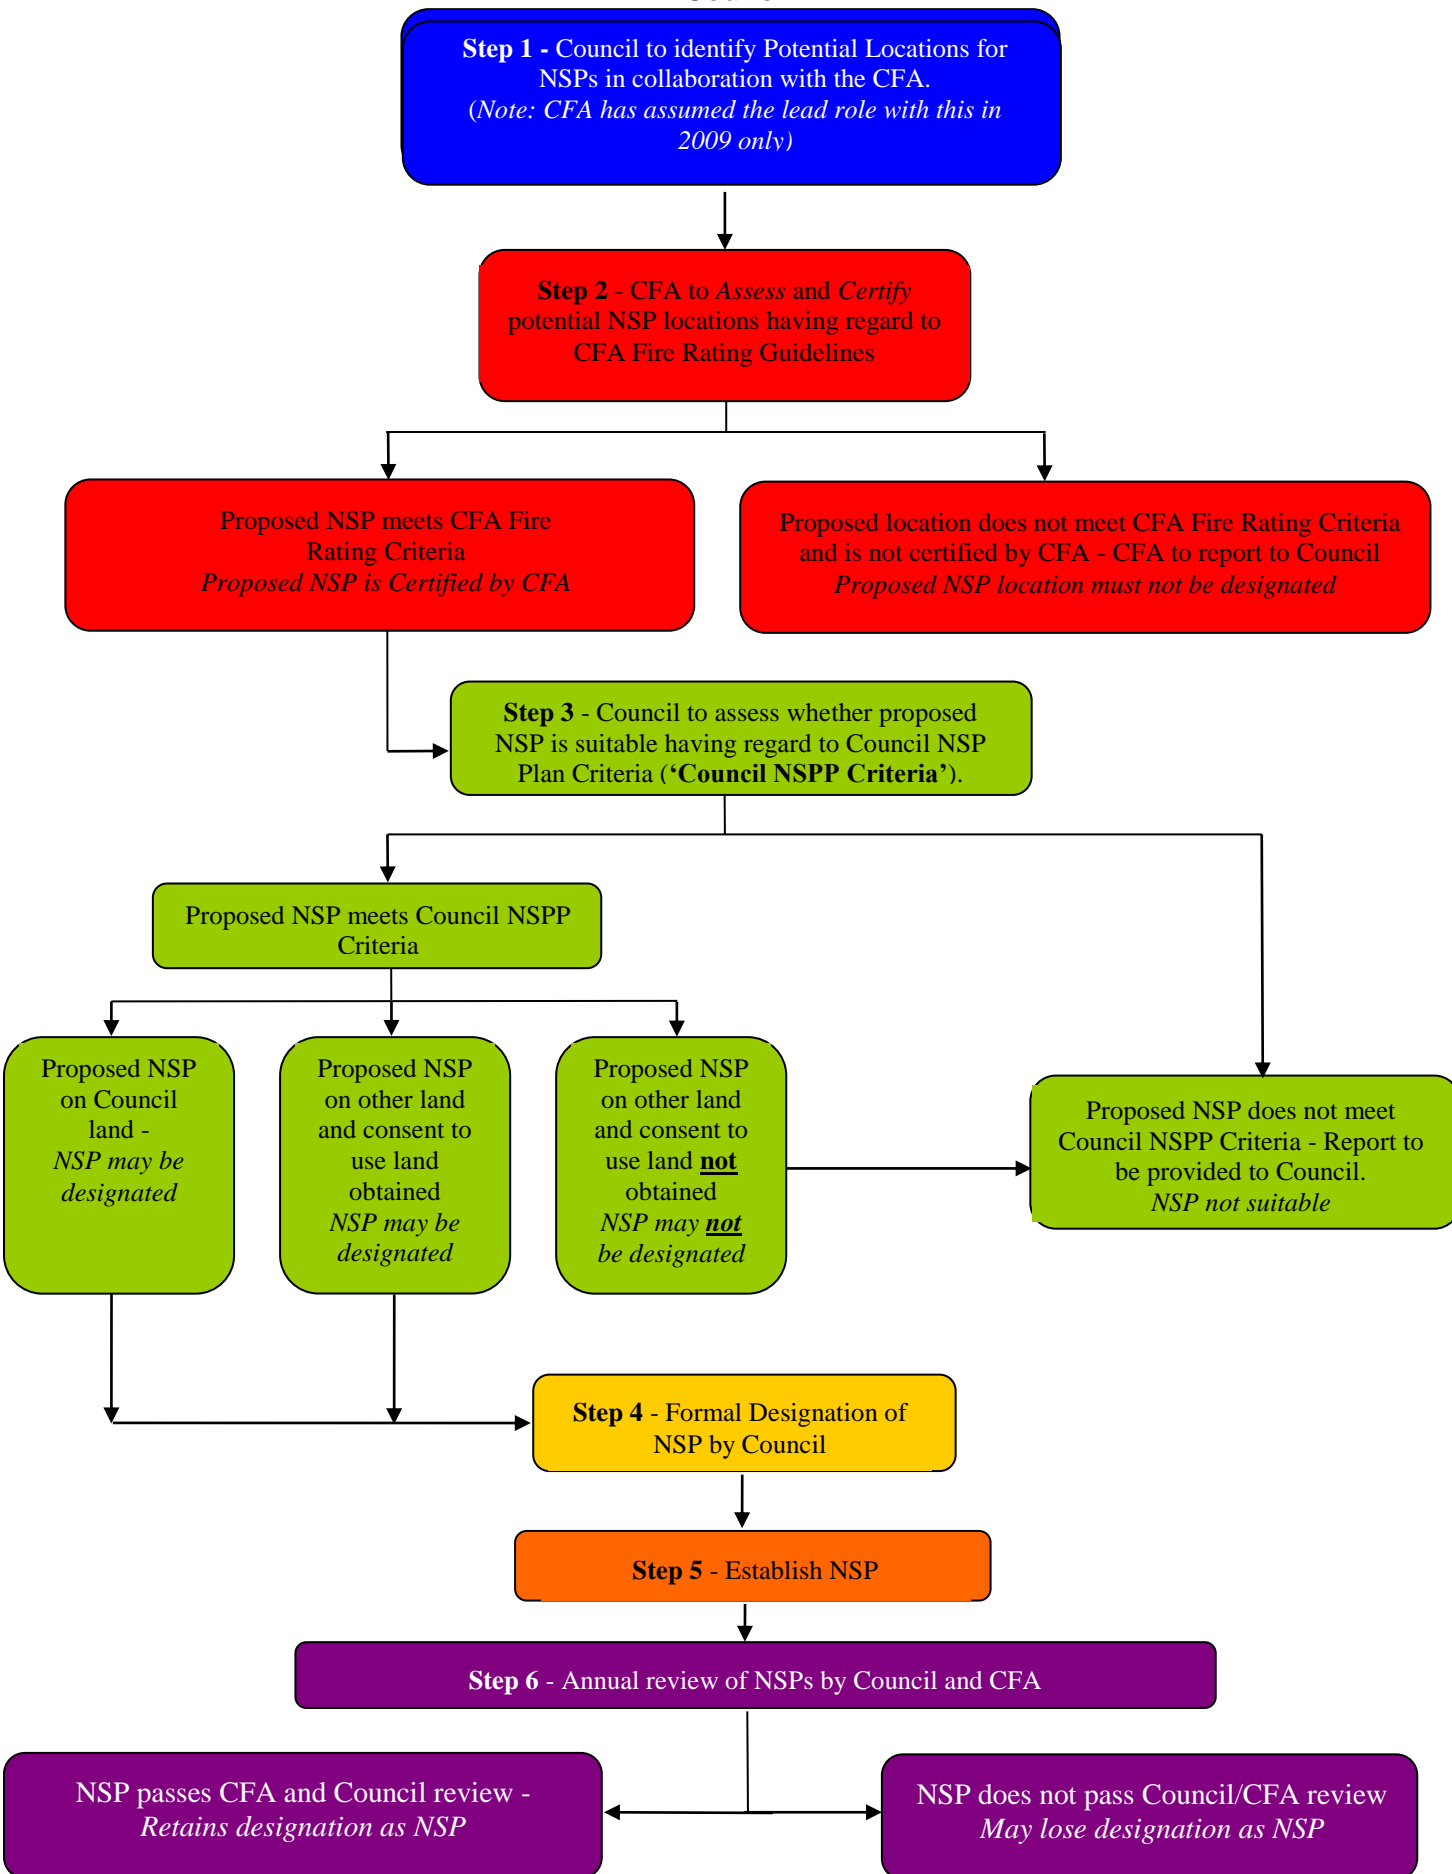 Step 1 - Council to identify Potential Locations for
NSPs in collaboration with the CFA.
(Note: CFA has assumed the lead role with this in
2009 only)
Step 2 - CFA to Assess and Certify
potential NSP locations having regard to
CFA Fire Rating Guidelines
Proposed NSP meets CFA Fire
Rating Criteria
Proposed NSP is Certified by CFA
Proposed location does not meet CFA Fire Rating Criteria
and is not certified by CFA - CFA to report to Council
Proposed NSP location must not be designated
Step 3 - Council to assess whether proposed
NSP is suitable having regard to Council NSP
Plan Criteria (‘Council NSPP Criteria’).
Proposed NSP meets Council NSPP
Criteria
Proposed NSP
on Council
land -
NSP may be
designated
Proposed NSP
on other land
and consent to
use land
obtained
NSP may be
designated
Proposed NSP
on other land
and consent to
use land not
obtained
NSP may not
be designated
Proposed NSP does not meet
Council NSPP Criteria - Report to
be provided to Council.
NSP not suitable
Step 4 - Formal Designation of
NSP by Council
Step 5 - Establish NSP
Step 6 - Annual review of NSPs by Council and CFA
NSP passes CFA and Council review -
Retains designation as NSP
NSP does not pass Council/CFA review
May lose designation as NSP